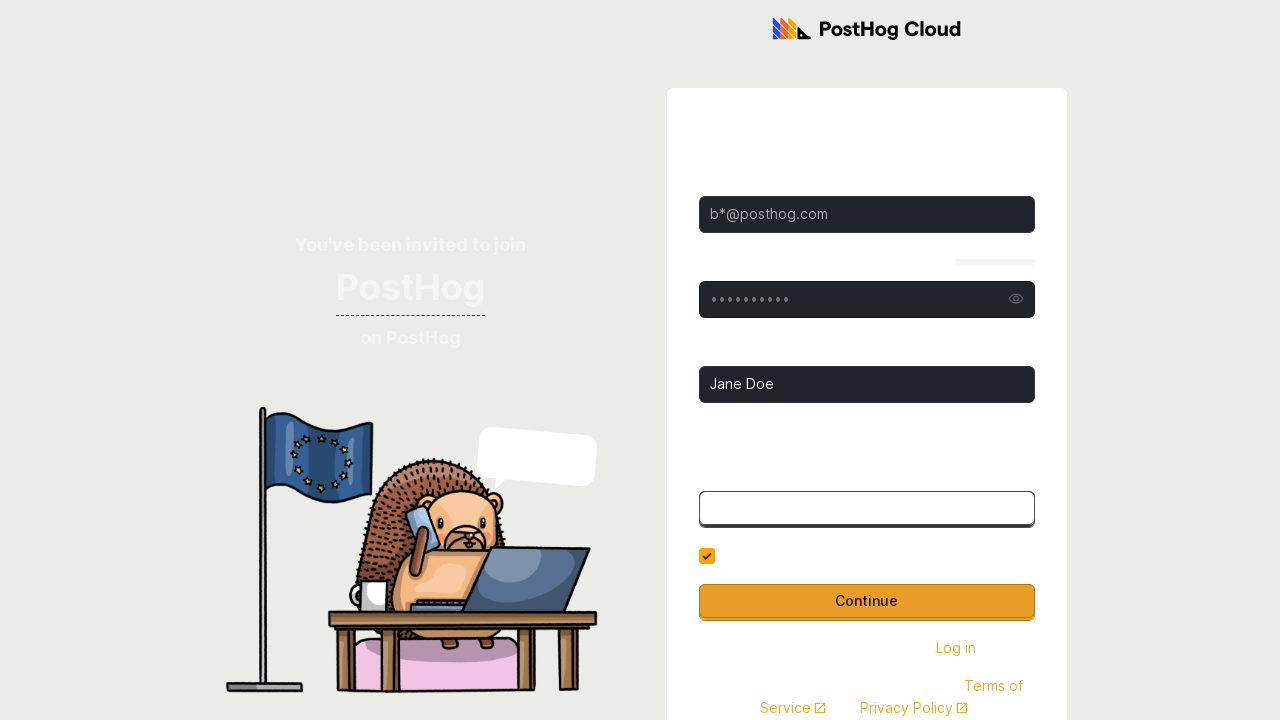 PostHog Cloud
You've been invited to join
PostHog
on PostHog
b*@posthog.com
••••••••••
Jane Doe
Continue
Log in
Terms of
Service
Privacy Policy